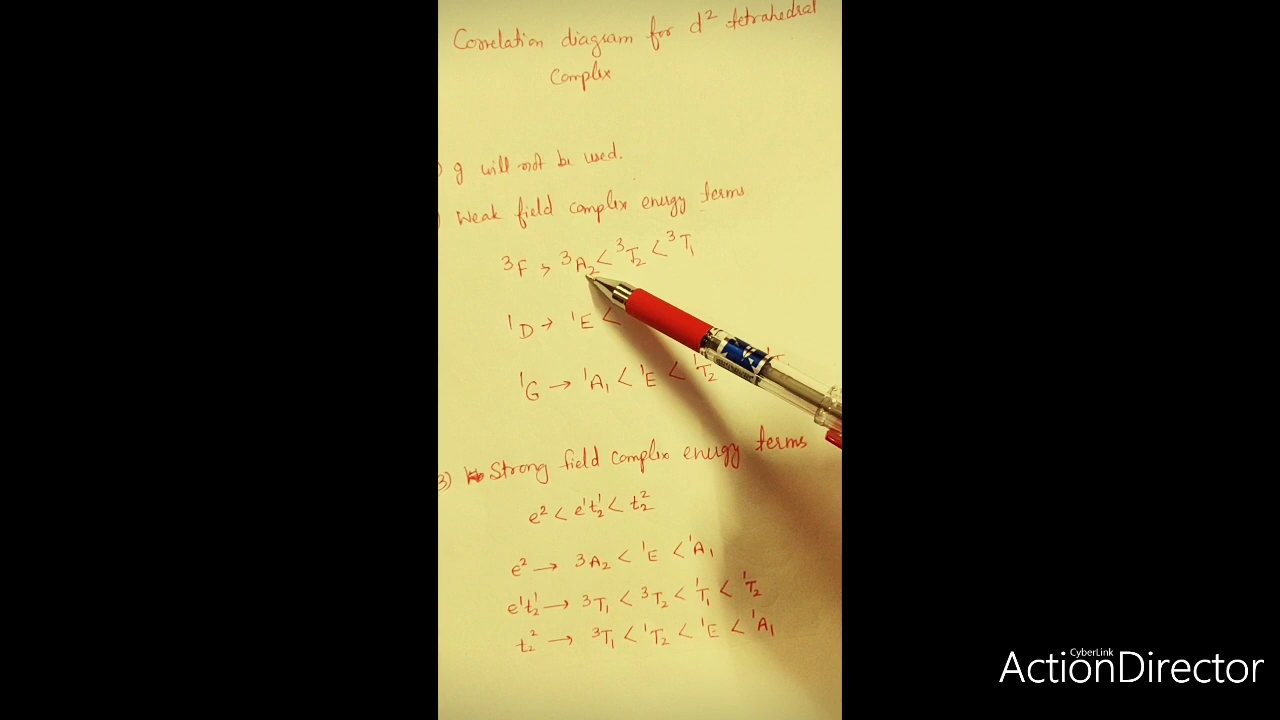 Correlation diagram for d² tetrahedral
Complex
) g will not be used.
) Weak field complex energy terms
³F → ³A₂ < ³T₂ < ³T₁
¹D → ¹E <
¹G → ¹A₁ < ¹E < ¹T₂
3) Strong field complex energy terms
e² < e¹t₂¹ < t₂²
e² → ³A₂ < ¹E < ¹A₁
e¹t₂¹ → ³T₁ < ³T₂ < ¹T₁ < ¹T₂
t₂² → ³T₁ < ¹T₂ < ¹E < ¹A₁
CyberLink
ActionDirector